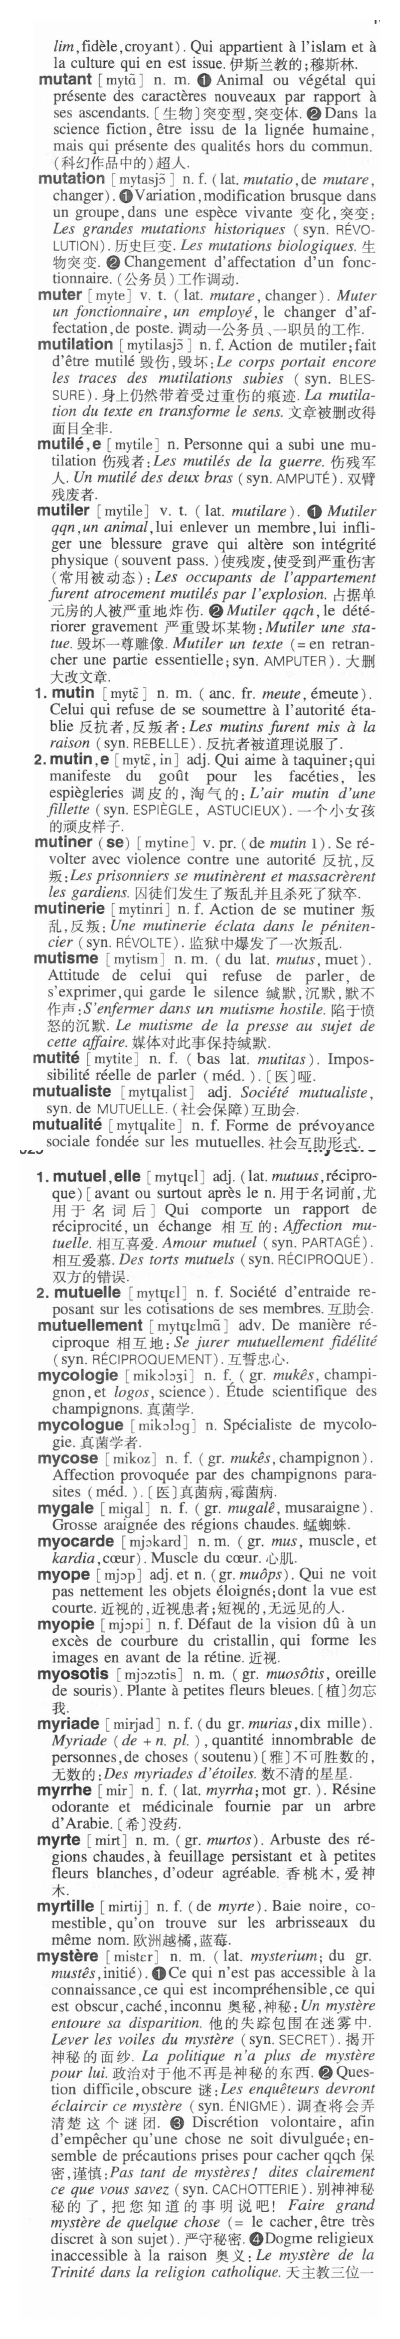 lim, fidèle, croyant). Qui appartient à l'islam et à
la culture qui en est issue. 伊斯兰教的;穆斯林.
mutant [mytɑ̃] n. m. ❶ Animal ou végétal qui
présente des caractères nouveaux par rapport à
ses ascendants. [生物]突变型,突变体. ❷ Dans la
science fiction, être issu de la lignée humaine,
mais qui présente des qualités hors du commun.
(科幻作品中的)超人.
mutation [mytasjɔ̃] n. f. (lat. mutatio, de mutare,
changer). ❶ Variation, modification brusque dans
un groupe, dans une espèce vivante 变化,突变:
Les grandes mutations historiques (syn. RÉVO-
LUTION). 历史巨变. Les mutations biologiques. 生
物突变. ❷ Changement d'affectation d'un fonc-
tionnaire. (公务员)工作调动.
muter [myte] v. t. (lat. mutare, changer). Muter
un fonctionnaire, un employé, le changer d'af-
fectation, de poste. 调动一公务员、一职员的工作.
mutilation [mytilasjɔ̃] n. f. Action de mutiler; fait
d'être mutilé 毁伤,毁坏: Le corps portait encore
les traces des mutilations subies (syn. BLES-
SURE). 身上仍然带着受过重伤的痕迹. La mutila-
tion du texte en transforme le sens. 文章被删改得
面目全非.
mutilé, e [mytile] n. Personne qui a subi une mu-
tilation 伤残者: Les mutilés de la guerre. 伤残军
人. Un mutilé des deux bras (syn. AMPUTÉ). 双臂
残废者.
mutiler [mytile] v. t. (lat. mutilare). ❶ Mutiler
qqn, un animal, lui enlever un membre, lui infli-
ger une blessure grave qui altère son intégrité
physique (souvent pass.)使残废,使受到严重伤害
(常用被动态): Les occupants de l'appartement
furent atrocement mutilés par l'explosion. 占据单
元房的人被严重地炸伤. ❷ Mutiler qqch, le dété-
riorer gravement 严重毁坏某物: Mutiler une sta-
tue. 毁坏一尊雕像. Mutiler un texte (= en retran-
cher une partie essentielle; syn. AMPUTER). 大删
大改文章.
1. mutin [mytɛ̃] n. m. (anc. fr. meute, émeute).
Celui qui refuse de se soumettre à l'autorité éta-
blie 反抗者,反叛者: Les mutins furent mis à la
raison (syn. REBELLE). 反抗者被道理说服了.
2. mutin, e [mytɛ̃, in] adj. Qui aime à taquiner; qui
manifeste du goût pour les facéties, les
espiègleries 调皮的,淘气的: L'air mutin d'une
fillette (syn. ESPIÈGLE, ASTUCIEUX). 一个小女孩
的顽皮样子.
mutiner (se) [mytine] v. pr. (de mutin 1). Se ré-
volter avec violence contre une autorité 反抗,反
叛: Les prisonniers se mutinèrent et massacrèrent
les gardiens. 囚徒们发生了叛乱并且杀死了狱卒.
mutinerie [mytinri] n. f. Action de se mutiner 叛
乱,反叛: Une mutinerie éclata dans le péniten-
cier (syn. RÉVOLTE). 监狱中爆发了一次叛乱.
mutisme [mytism] n. m. (du lat. mutus, muet).
Attitude de celui qui refuse de parler, de
s'exprimer, qui garde le silence 缄默,沉默,默不
作声: S'enfermer dans un mutisme hostile. 陷于愤
怒的沉默. Le mutisme de la presse au sujet de
cette affaire. 媒体对此事保持缄默.
mutité [mytite] n. f. (bas lat. mutitas). Impos-
sibilité réelle de parler (méd.). [医]哑.
mutualiste [mytɥalist] adj. Société mutualiste,
syn. de MUTUELLE. (社会保障)互助会.
mutualité [mytɥalite] n. f. Forme de prévoyance
sociale fondée sur les mutuelles. 社会互助形式.
1. mutuel, elle [mytɥɛl] adj. (lat. mutuus, récipro-
que) [avant ou surtout après le n. 用于名词前,尤
用于名词后] Qui comporte un rapport de
réciprocité, un échange 相互的: Affection mu-
tuelle. 相互喜爱. Amour mutuel (syn. PARTAGÉ).
相互爱慕. Des torts mutuels (syn. RÉCIPROQUE).
双方的错误.
2. mutuelle [mytɥɛl] n. f. Société d'entraide re-
posant sur les cotisations de ses membres. 互助会.
mutuellement [mytɥɛlmɑ̃] adv. De manière ré-
ciproque 相互地: Se jurer mutuellement fidélité
(syn. RÉCIPROQUEMENT). 互誓忠心.
mycologie [mikɔlɔʒi] n. f. (gr. mukês, champi-
gnon, et logos, science). Étude scientifique des
champignons. 真菌学.
mycologue [mikɔlɔg] n. Spécialiste de mycolo-
gie. 真菌学者.
mycose [mikoz] n. f. (gr. mukês, champignon).
Affection provoquée par des champignons para-
sites (méd.). [医]真菌病,霉菌病.
mygale [migal] n. f. (gr. mugalê, musaraigne).
Grosse araignée des régions chaudes. 蜢蜘蛛.
myocarde [mjɔkard] n. m. (gr. mus, muscle, et
kardia, cœur). Muscle du cœur. 心肌.
myope [mjɔp] adj. et n. (gr. muôps). Qui ne voit
pas nettement les objets éloignés; dont la vue est
courte. 近视的,近视患者;短视的,无远见的人.
myopie [mjɔpi] n. f. Défaut de la vision dû à un
excès de courbure du cristallin, qui forme les
images en avant de la rétine. 近视.
myosotis [mjɔzɔtis] n. m. (gr. muosôtis, oreille
de souris). Plante à petites fleurs bleues. [植]勿忘
我.
myriade [mirjad] n. f. (du gr. murias, dix mille).
Myriade (de + n. pl.), quantité innombrable de
personnes, de choses (soutenu)[雅]不可胜数的,
无数的: Des myriades d'étoiles. 数不清的星星.
myrrhe [mir] n. f. (lat. myrrha; mot gr.). Résine
odorante et médicinale fournie par un arbre
d'Arabie. [希]没药.
myrte [mirt] n. m. (gr. murtos). Arbuste des ré-
gions chaudes, à feuillage persistant et à petites
fleurs blanches, d'odeur agréable. 香桃木,爱神
木.
myrtille [mirtij] n. f. (de myrte). Baie noire, co-
mestible, qu'on trouve sur les arbrisseaux du
même nom. 欧洲越橘,蓝莓.
mystère [mistɛr] n. m. (lat. mysterium; du gr.
mustês, initié). ❶ Ce qui n'est pas accessible à la
connaissance, ce qui est incompréhensible, ce qui
est obscur, caché, inconnu 奥秘,神秘: Un mystère
entoure sa disparition. 他的失踪包围在迷雾中.
Lever les voiles du mystère (syn. SECRET). 揭开
神秘的面纱. La politique n'a plus de mystère
pour lui. 政治对于他不再是神秘的东西. ❷ Ques-
tion difficile, obscure 谜: Les enquêteurs devront
éclaircir ce mystère (syn. ÉNIGME). 调查将会弄
清楚这个谜团. ❸ Discrétion volontaire, afin
d'empêcher qu'une chose ne soit divulguée; en-
semble de précautions prises pour cacher qqch 保
密,谨慎: Pas tant de mystères! dites clairement
ce que vous savez (syn. CACHOTTERIE). 别神神秘
秘的了,把您知道的事明说吧! Faire grand
mystère de quelque chose (= le cacher, être très
discret à son sujet). 严守秘密. ❹ Dogme religieux
inaccessible à la raison 奥义: Le mystère de la
Trinité dans la religion catholique. 天主教三位一